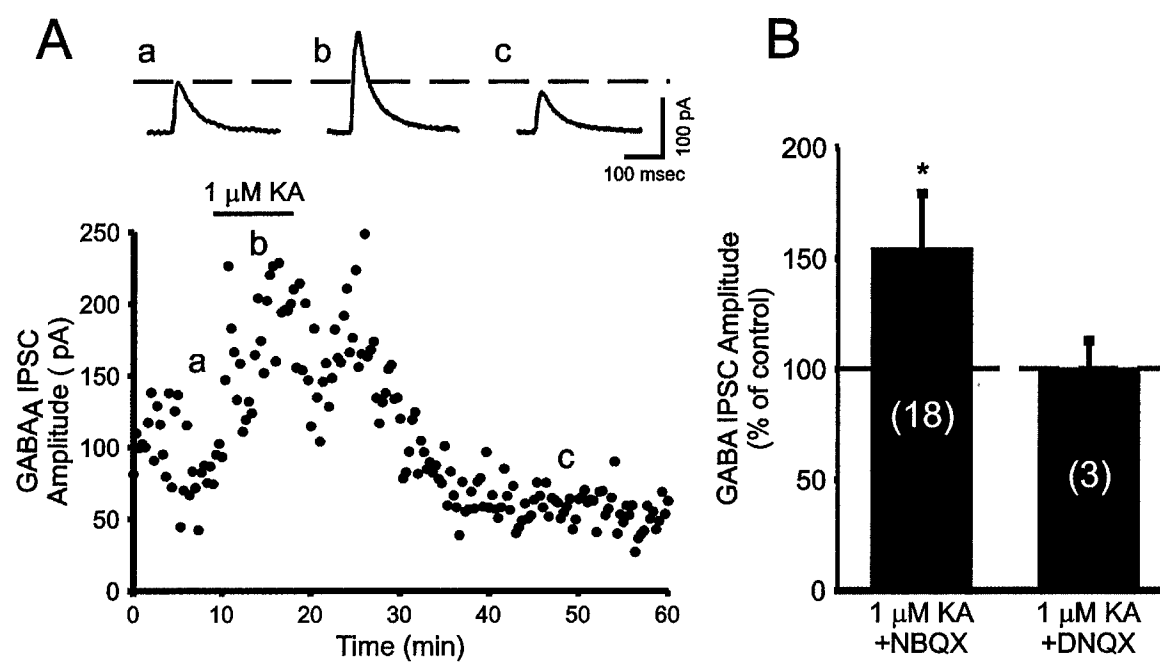 A
B
a
b
c
100 pA
100 msec
1 μM KA
b
a
c
GABAA IPSC
Amplitude ( pA)
250
200
150
100
50
0
0
10
20
30
40
50
60
Time (min)
GABA IPSC Amplitude
(% of control)
200
150
100
50
0
*
(18)
(3)
1 μM KA
+NBQX
1 μM KA
+DNQX